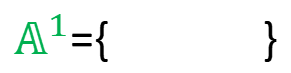 𝔸¹={ }